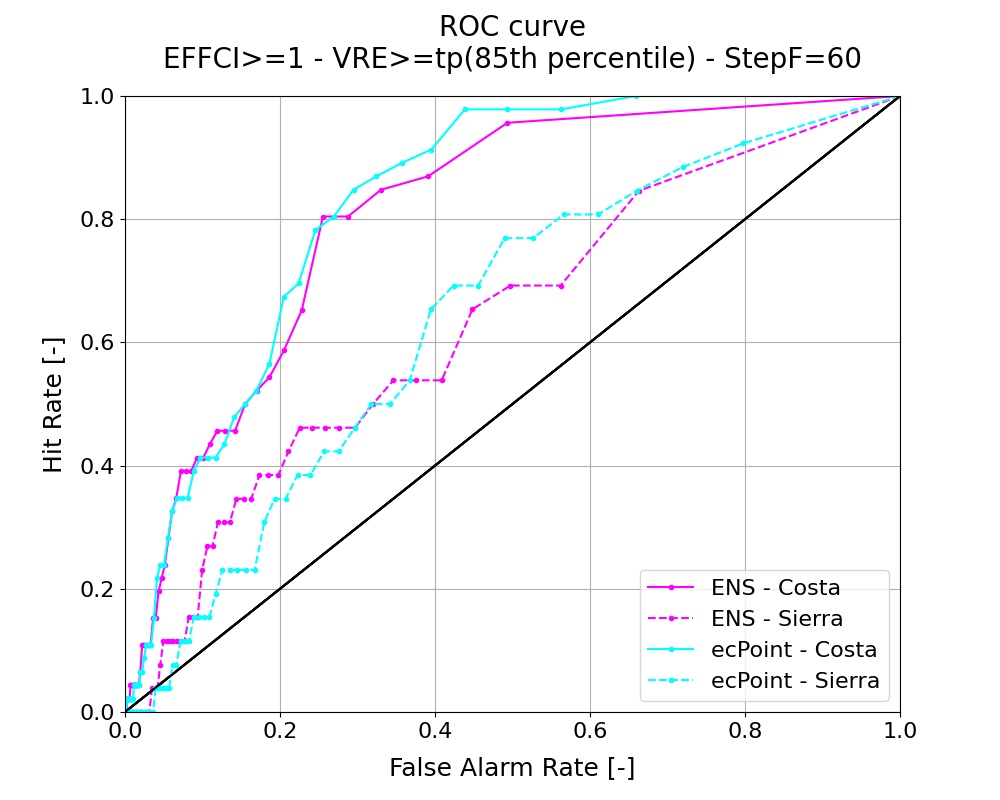 ROC curve
EFFCI>=1 - VRE>=tp(85th percentile) - StepF=60
1.0
0.8
0.6
0.4
0.2
0.0
Hit Rate [-]
0.0 0.2 0.4 0.6 0.8 1.0
False Alarm Rate [-]
ENS - Costa
ENS - Sierra
ecPoint - Costa
ecPoint - Sierra